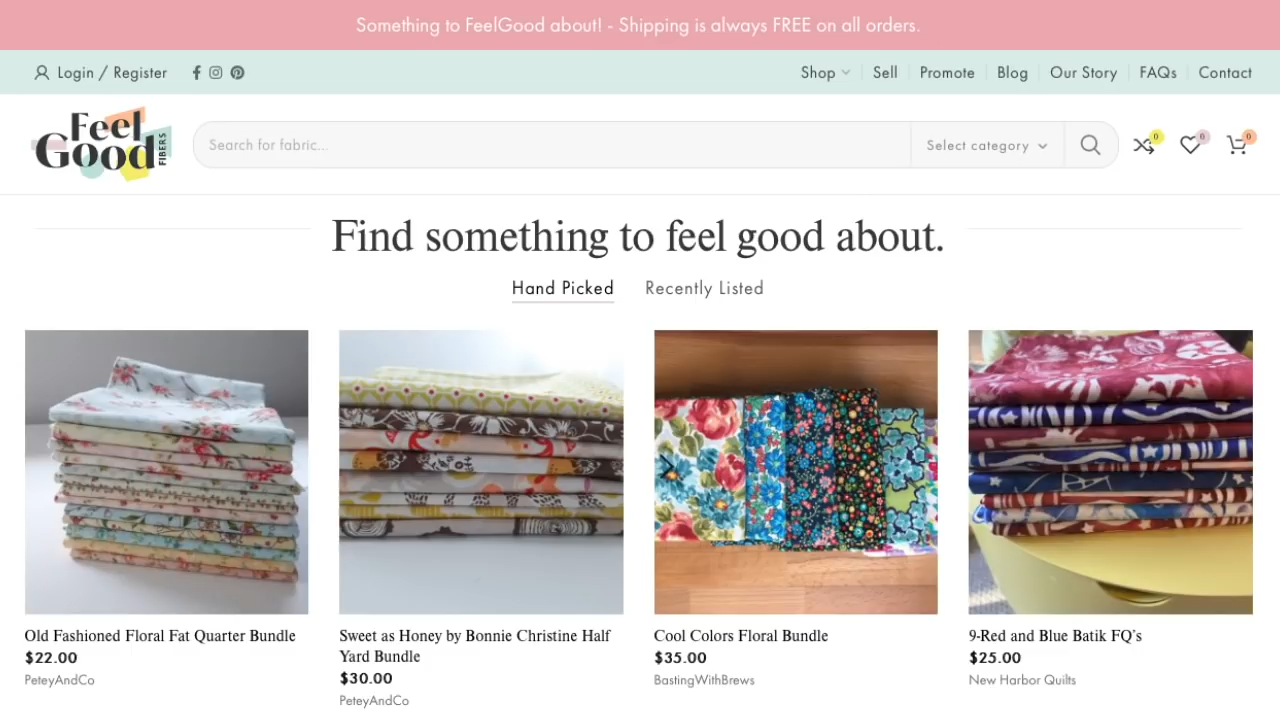 Something to FeelGood about! - Shipping is always FREE on all orders.
Login / Register
Shop Sell Promote Blog Our Story FAQs Contact
Feel
Good
FIBERS
Search for fabric...
Select category
0
0
0
Find something to feel good about.
Hand Picked Recently Listed
Old Fashioned Floral Fat Quarter Bundle
$22.00
PeteyAndCo
Sweet as Honey by Bonnie Christine Half
Yard Bundle
$30.00
PeteyAndCo
Cool Colors Floral Bundle
$35.00
BastingWithBrews
9-Red and Blue Batik FQ's
$25.00
New Harbor Quilts